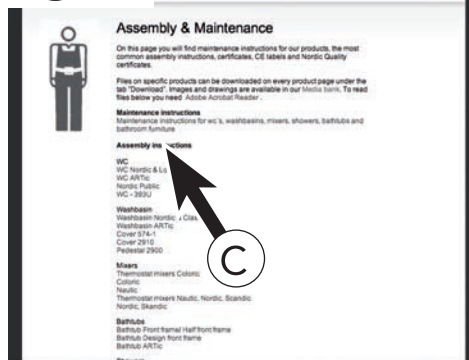 Assembly & Maintenance
On this page you will find maintenance instructions for our products, the most
common assembly instructions, certificates, CE labels and Nordic Quality
certificates.
Files on specific products can be downloaded on every product page under the
tab "Download". Images and drawings are available in our Media bank. To read
files below you need Adobe Acrobat Reader .
Maintenance instructions
Maintenance instructions for wc's, washbasins, mixers, showers, bathtubs and
bathroom furniture
Assembly
WC
WC Nordic &
WC ARTic
Nordic Public
WC - 393U
Washbasin
Washbasin Nordic
Washbasin ARTic
Cover 574-1
Cover 2910
Pedestal 2900
C
Mixers
Thermostat mixers Coloric
Coloric
Nautic
Thermostat mixers Nautic, Nordic, Scandic
Nordic, Skandic
Bathtubs
Bathtub Front frame/ Half front frame
Bathtub Design front frame
Bathtub ARTic